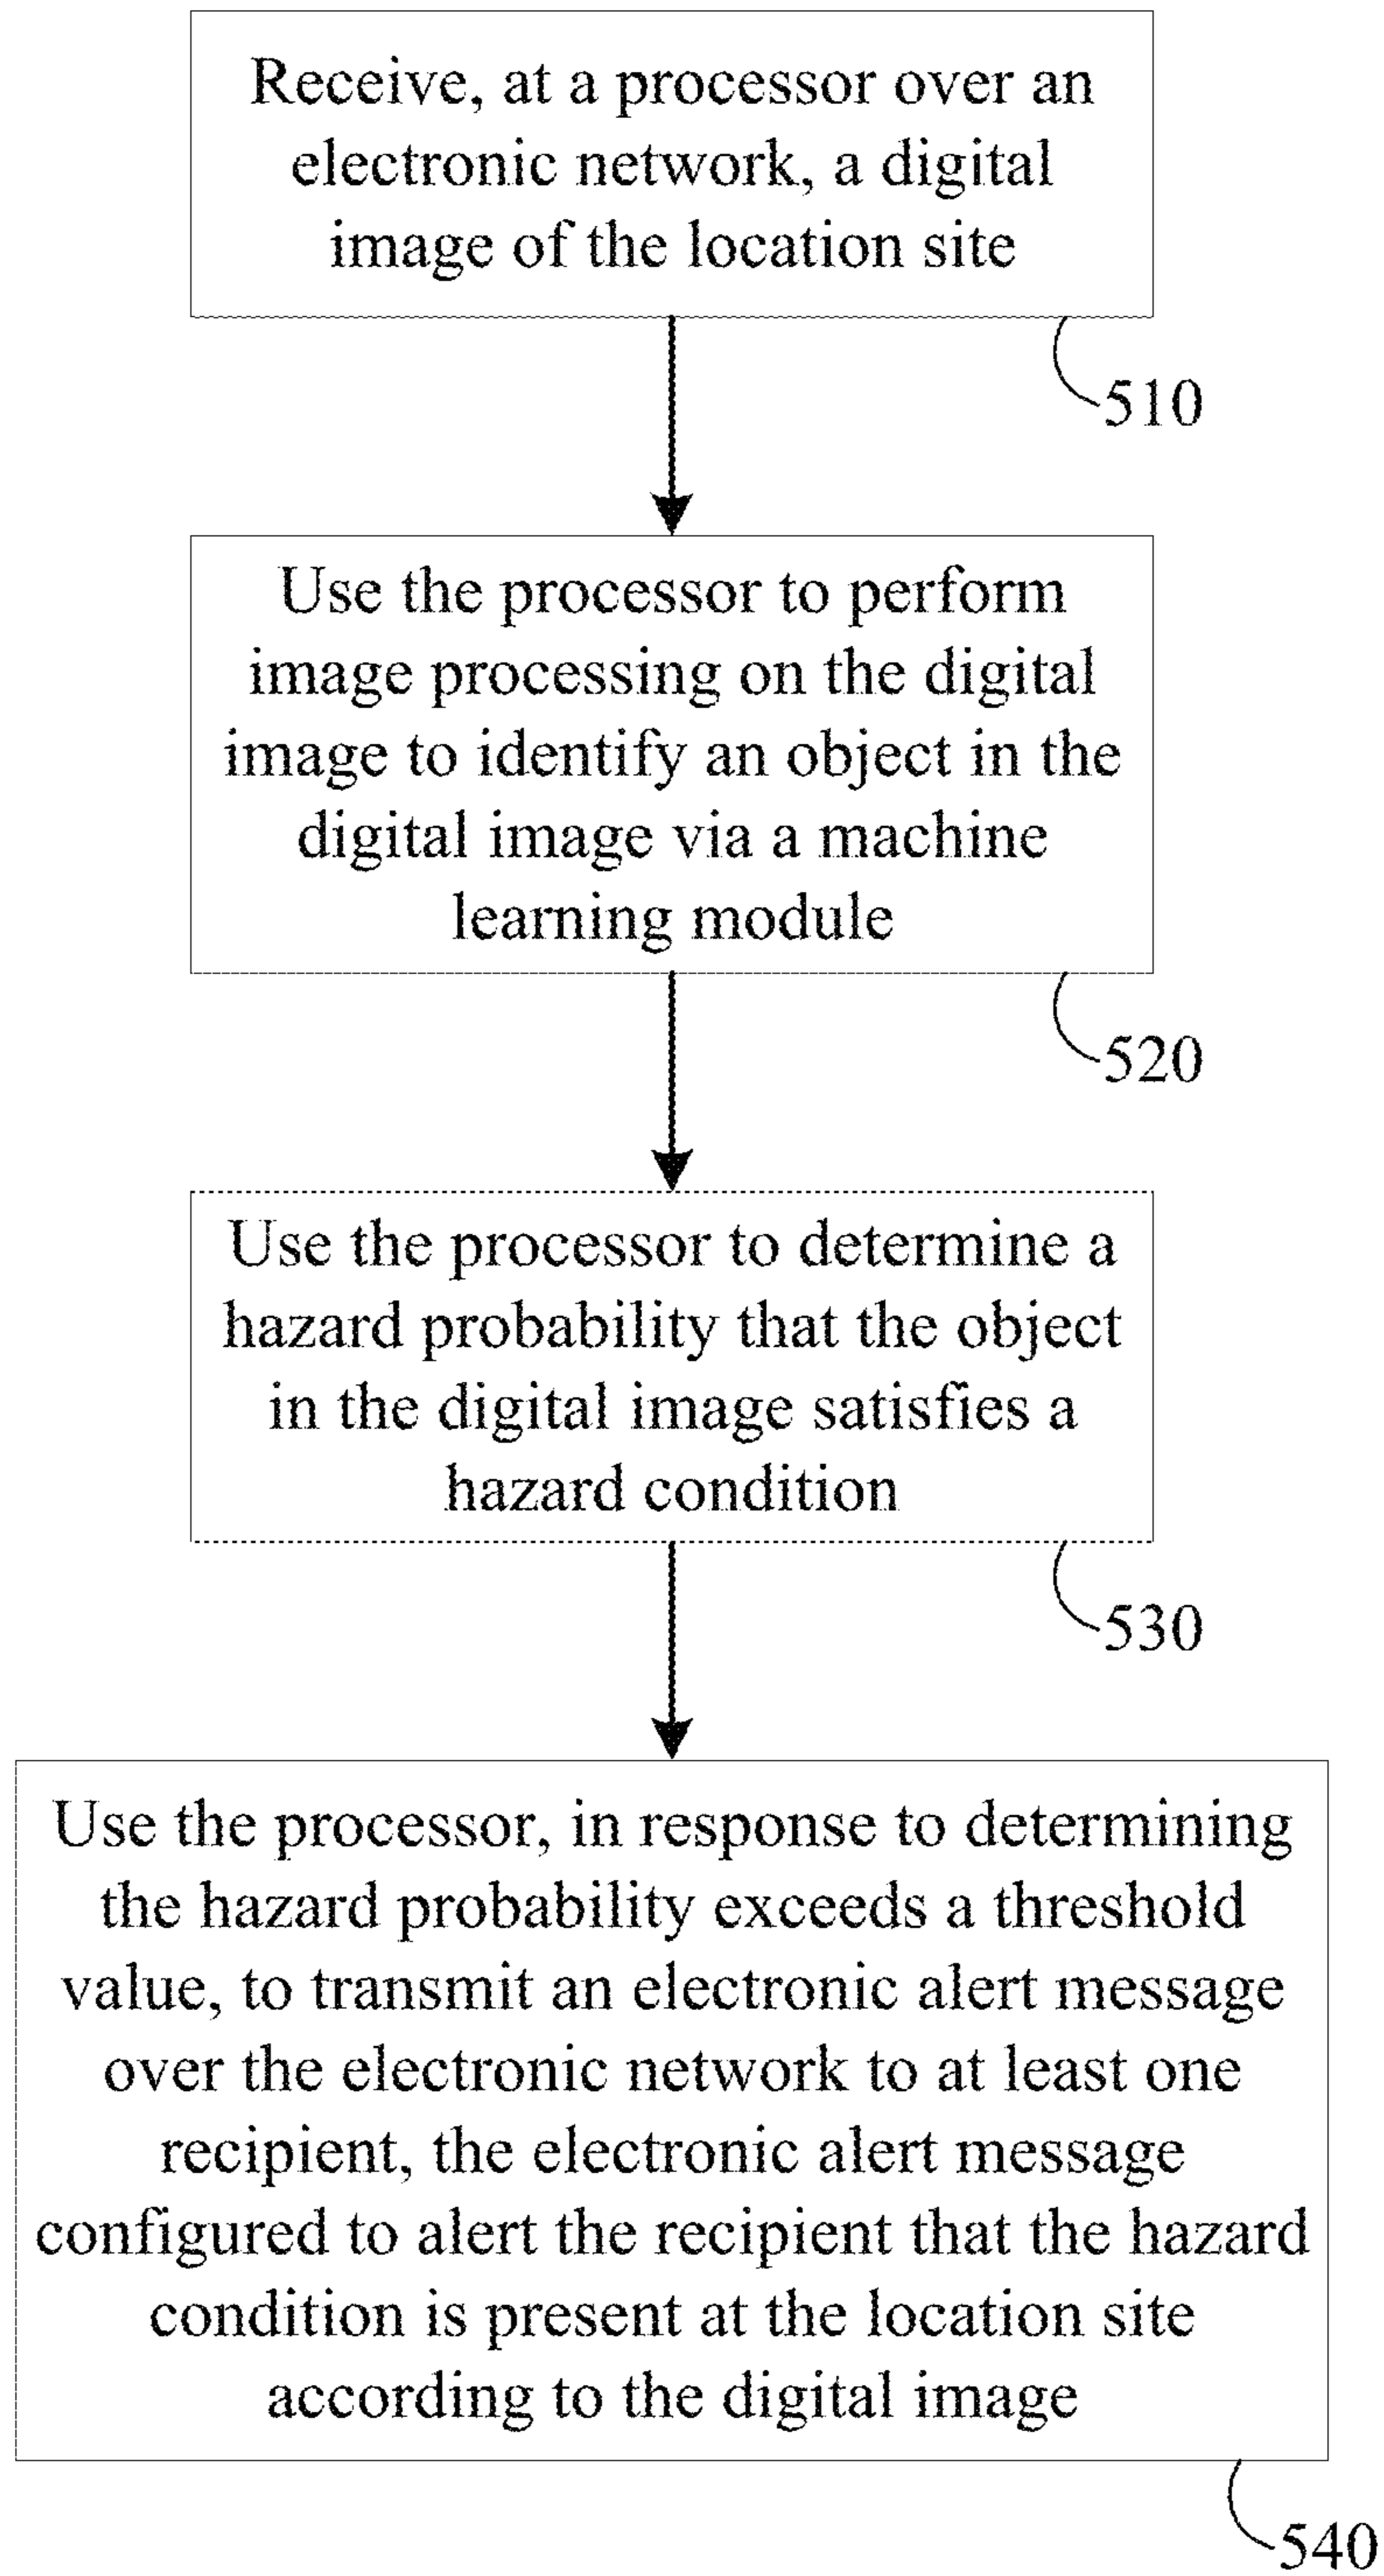 Receive, at a processor over an
electronic network, a digital
image of the location site
510
Use the processor to perform
image processing on the digital
image to identify an object in the
digital image via a machine
learning module
520
Use the processor to determine a
hazard probability that the object
in the digital image satisfies a
hazard condition
530
Use the processor, in response to determining
the hazard probability exceeds a threshold
value, to transmit an electronic alert message
over the electronic network to at least one
recipient, the electronic alert message
configured to alert the recipient that the hazard
condition is present at the location site
according to the digital image
540